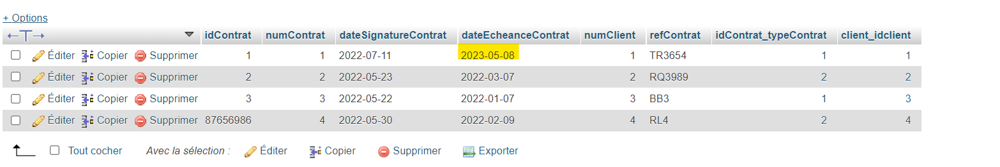 + Options
←T→ idContrat numContrat dateSignatureContrat dateEcheanceContrat numClient refContrat idContrat_typeContrat client_idclient
Éditer Copier Supprimer 1 1 2022-07-11 2023-05-08 1 TR3654 1 1
Éditer Copier Supprimer 2 2 2022-05-23 2022-03-07 2 RQ3989 2 2
Éditer Copier Supprimer 3 3 2022-05-22 2022-01-07 3 BB3 1 3
Éditer Copier Supprimer 87656986 4 2022-05-30 2022-02-09 4 RL4 2 4
Tout cocher Avec la sélection : Éditer Copier Supprimer Exporter